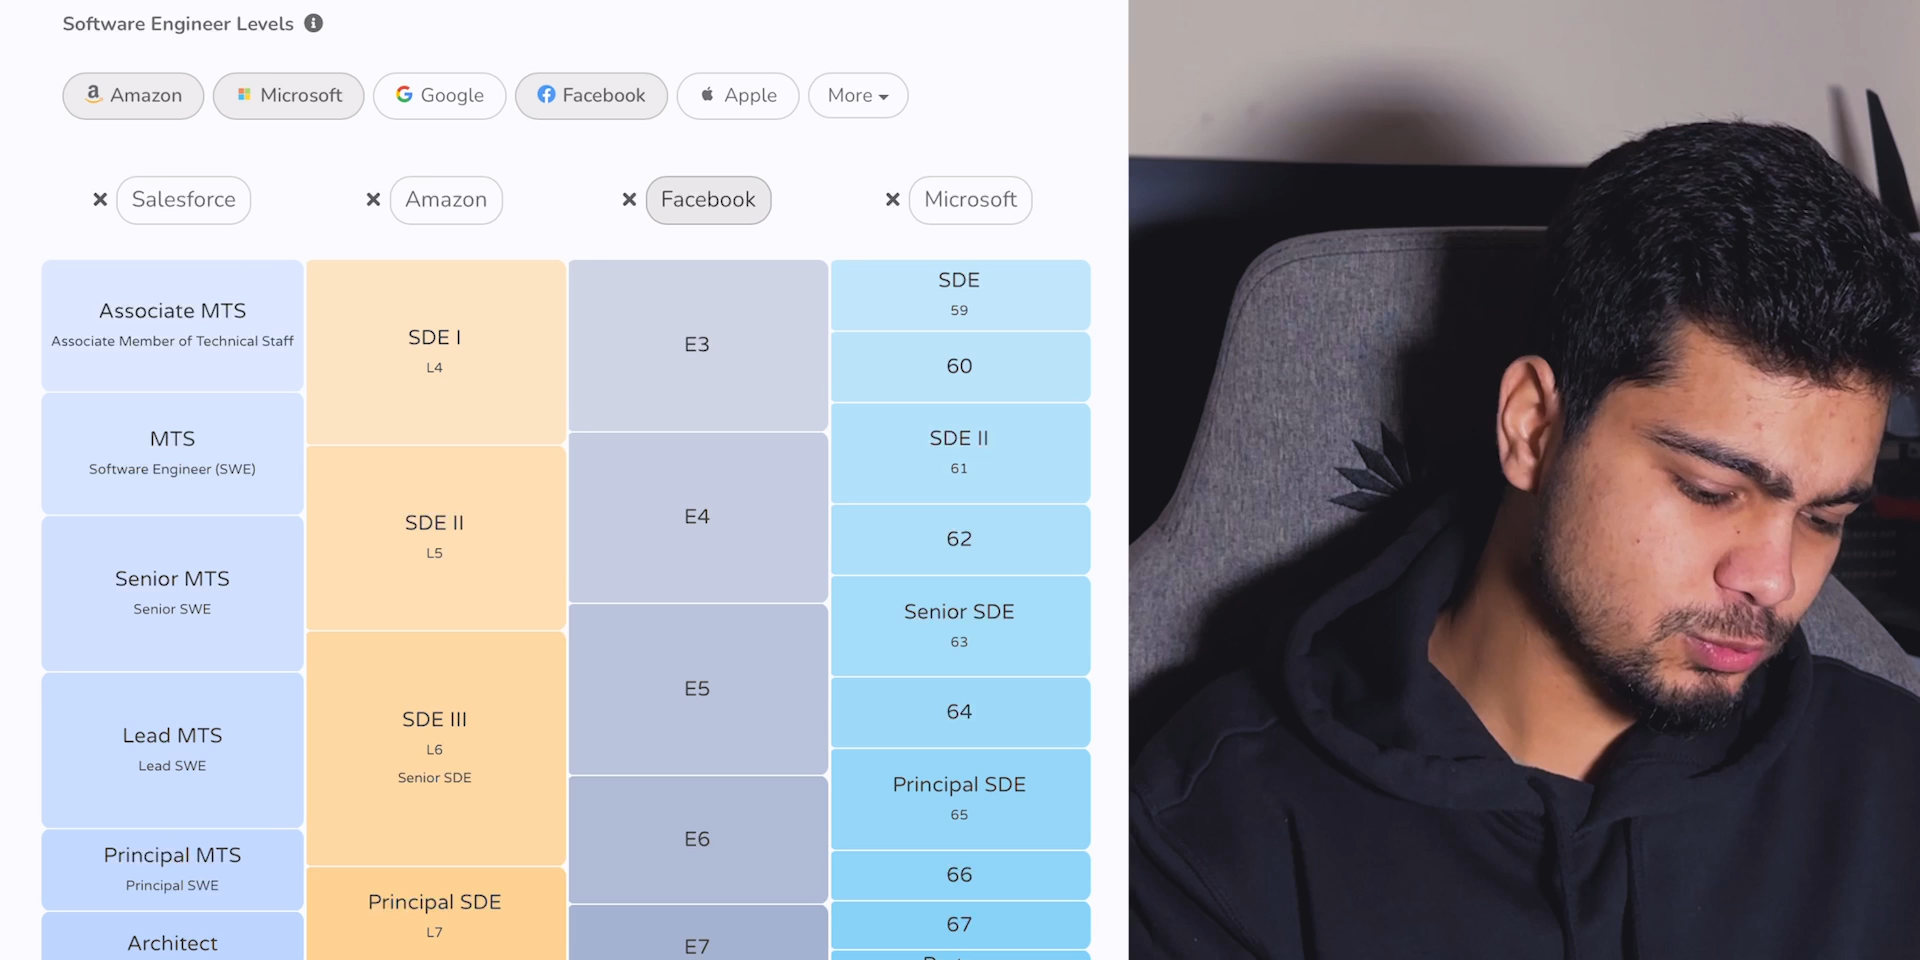 Software Engineer Levels
Amazon
Microsoft
Google
Facebook
Apple
More
Salesforce
Amazon
Facebook
Microsoft
Associate MTS
Associate Member of Technical Staff
MTS
Software Engineer (SWE)
Senior MTS
Senior SWE
Lead MTS
Lead SWE
Principal MTS
Principal SWE
Architect
SDE I
L4
SDE II
L5
SDE III
L6
Senior SDE
Principal SDE
L7
E3
E4
E5
E6
E7
SDE
59
60
SDE II
61
62
Senior SDE
63
64
Principal SDE
65
66
67